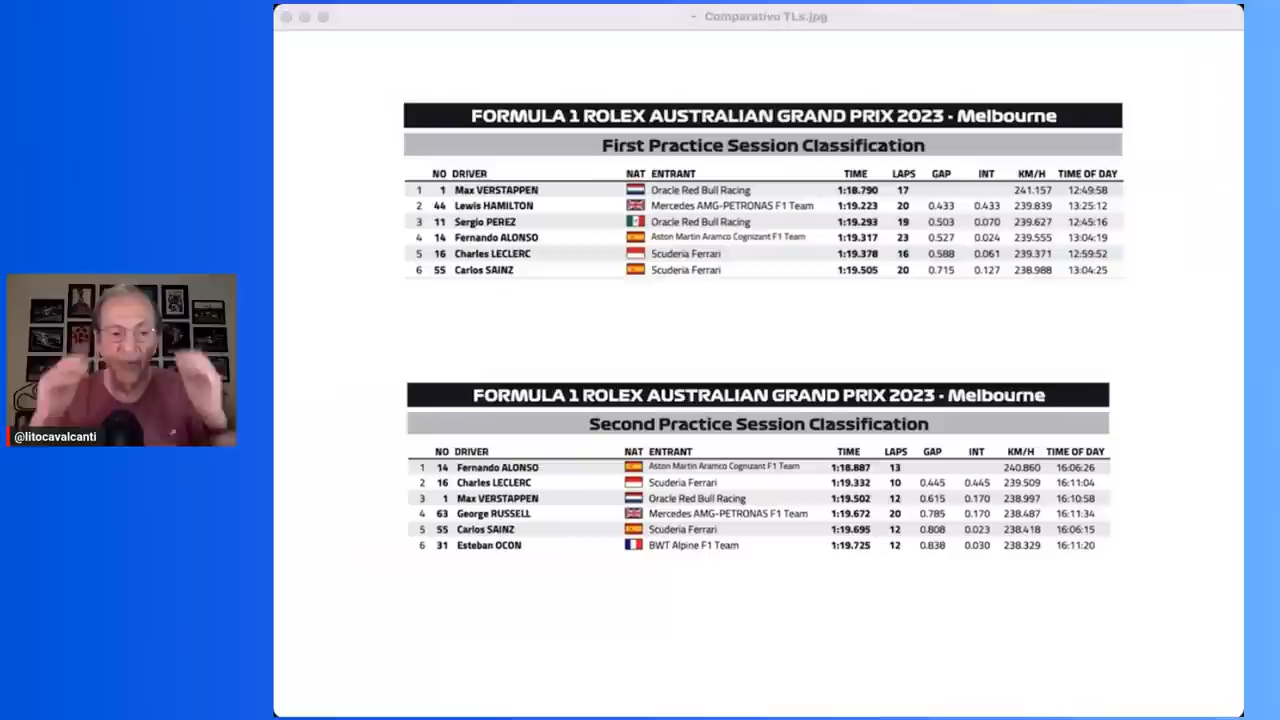 Comparativo TLs.jpg
FORMULA 1 ROLEX AUSTRALIAN GRAND PRIX 2023 - Melbourne
First Practice Session Classification
NO DRIVER NAT ENTRANT TIME LAPS GAP INT KM/H TIME OF DAY
1 1 Max VERSTAPPEN Oracle Red Bull Racing 1:18.790 17 241.157 12:49:58
2 44 Lewis HAMILTON Mercedes AMG-PETRONAS F1 Team 1:19.223 20 0.433 0.433 239.839 13:25:12
3 11 Sergio PEREZ Oracle Red Bull Racing 1:19.293 19 0.503 0.070 239.627 12:45:16
4 14 Fernando ALONSO Aston Martin Aramco Cognizant F1 Team 1:19.317 23 0.527 0.024 239.555 13:04:19
5 16 Charles LECLERC Scuderia Ferrari 1:19.378 16 0.588 0.061 239.371 12:59:52
6 55 Carlos SAINZ Scuderia Ferrari 1:19.505 20 0.715 0.127 238.988 13:04:25
FORMULA 1 ROLEX AUSTRALIAN GRAND PRIX 2023 - Melbourne
Second Practice Session Classification
NO DRIVER NAT ENTRANT TIME LAPS GAP INT KM/H TIME OF DAY
1 14 Fernando ALONSO Aston Martin Aramco Cognizant F1 Team 1:18.887 13 240.860 16:06:26
2 16 Charles LECLERC Scuderia Ferrari 1:19.332 10 0.445 0.445 239.509 16:11:04
3 1 Max VERSTAPPEN Oracle Red Bull Racing 1:19.502 12 0.615 0.170 238.997 16:10:58
4 63 George RUSSELL Mercedes AMG-PETRONAS F1 Team 1:19.672 20 0.785 0.170 238.487 16:11:34
5 55 Carlos SAINZ Scuderia Ferrari 1:19.695 12 0.808 0.023 238.418 16:06:15
6 31 Esteban OCON BWT Alpine F1 Team 1:19.725 12 0.838 0.030 238.329 16:11:20
@litocavalcanti